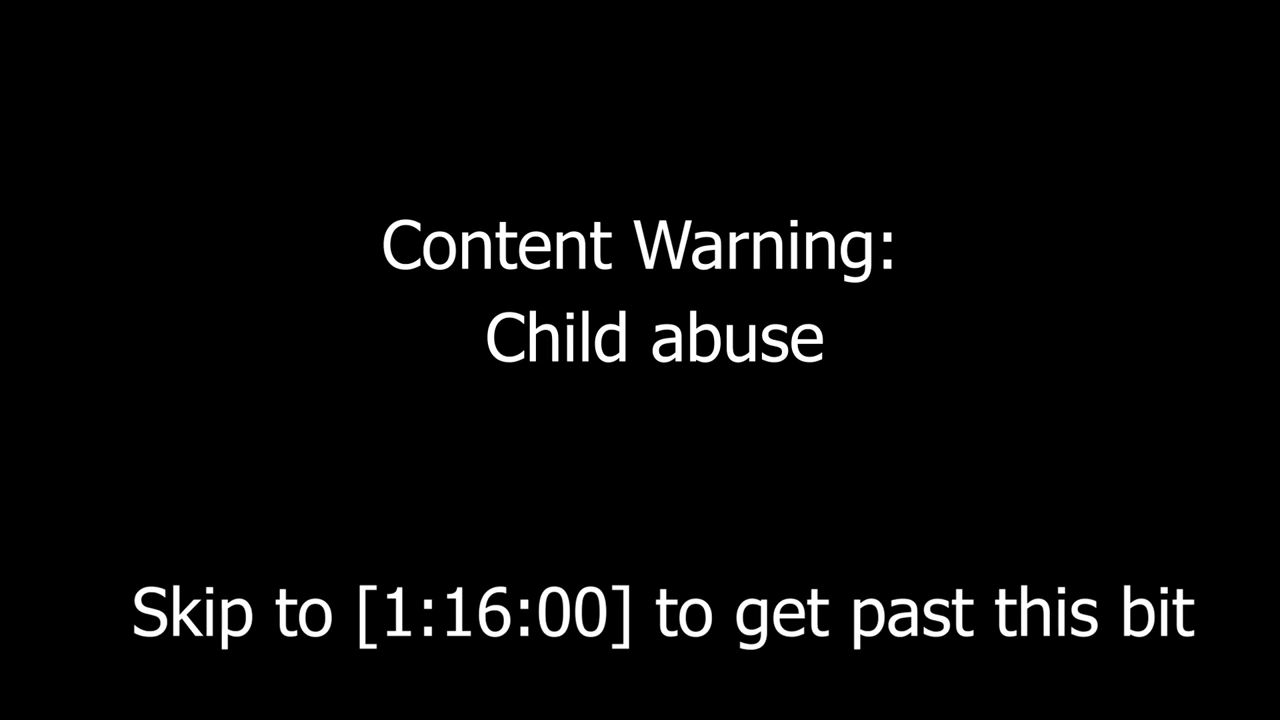 Content Warning:
Child abuse
Skip to [1:16:00] to get past this bit